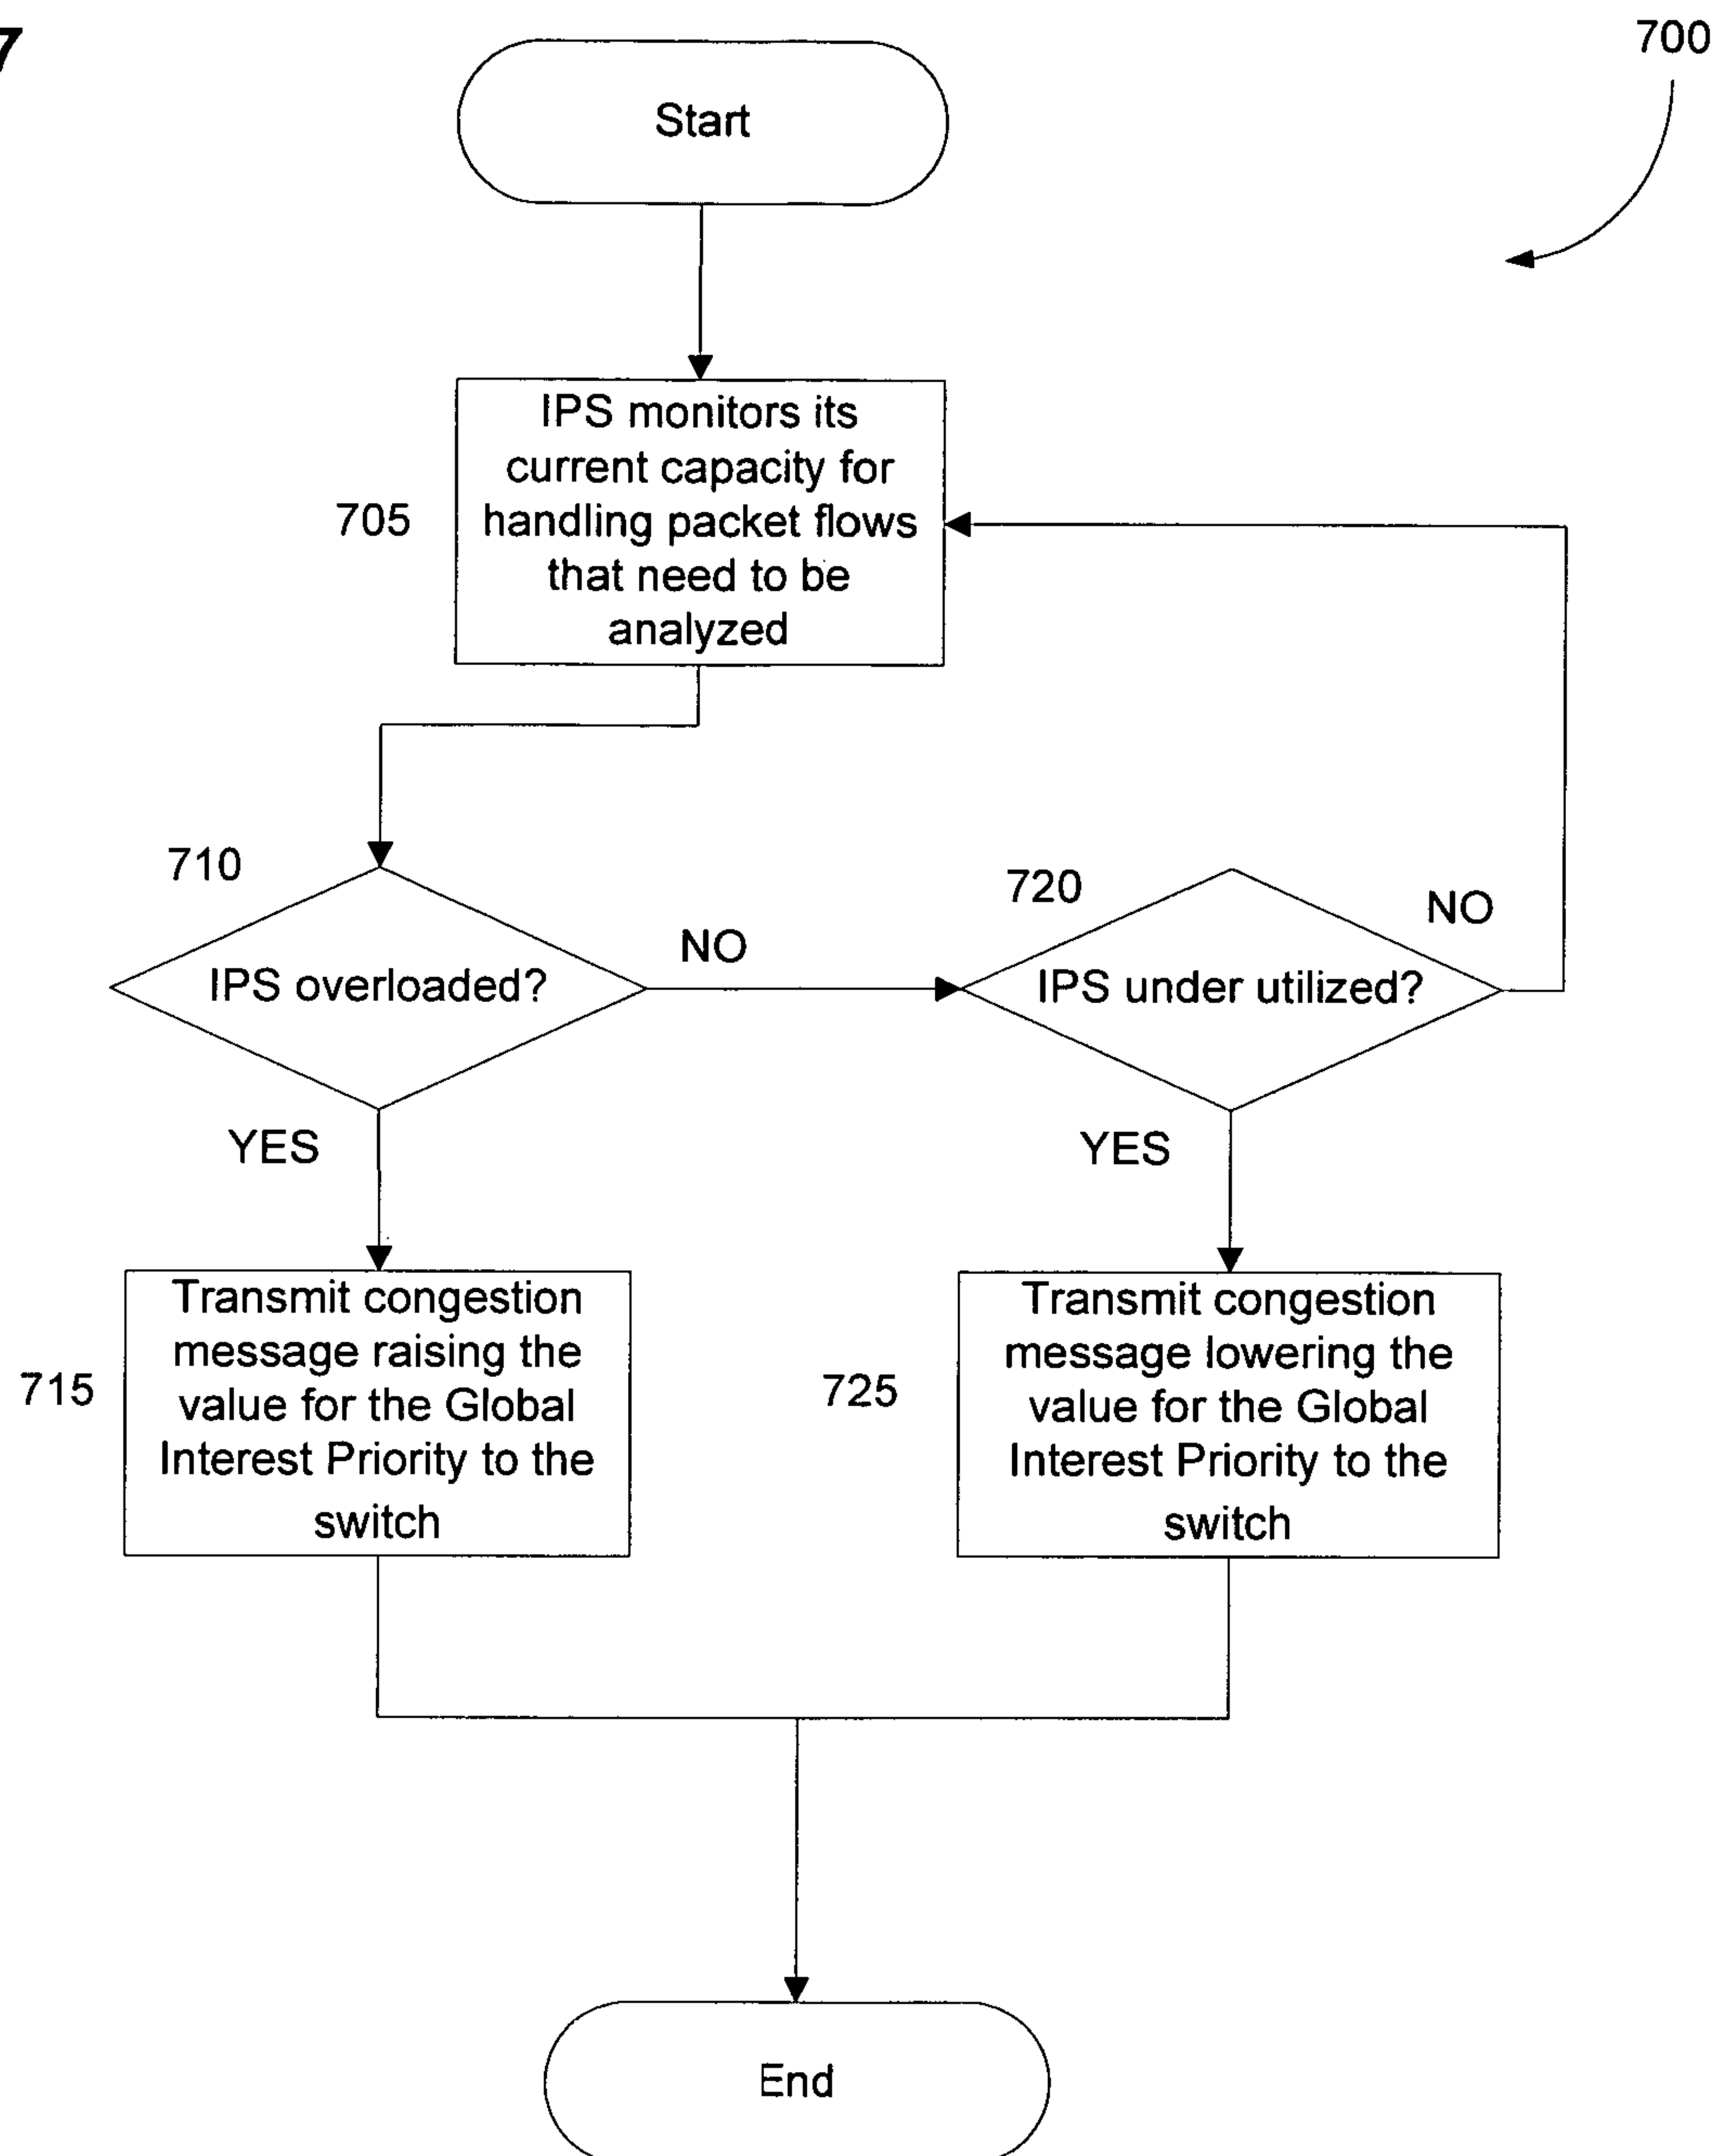 7
700
Start
IPS monitors its
current capacity for
handling packet flows
that need to be
analyzed
705
710
IPS overloaded?
NO
720
IPS under utilized?
NO
YES
YES
715
Transmit congestion
message raising the
value for the Global
Interest Priority to the
switch
725
Transmit congestion
message lowering the
value for the Global
Interest Priority to the
switch
End